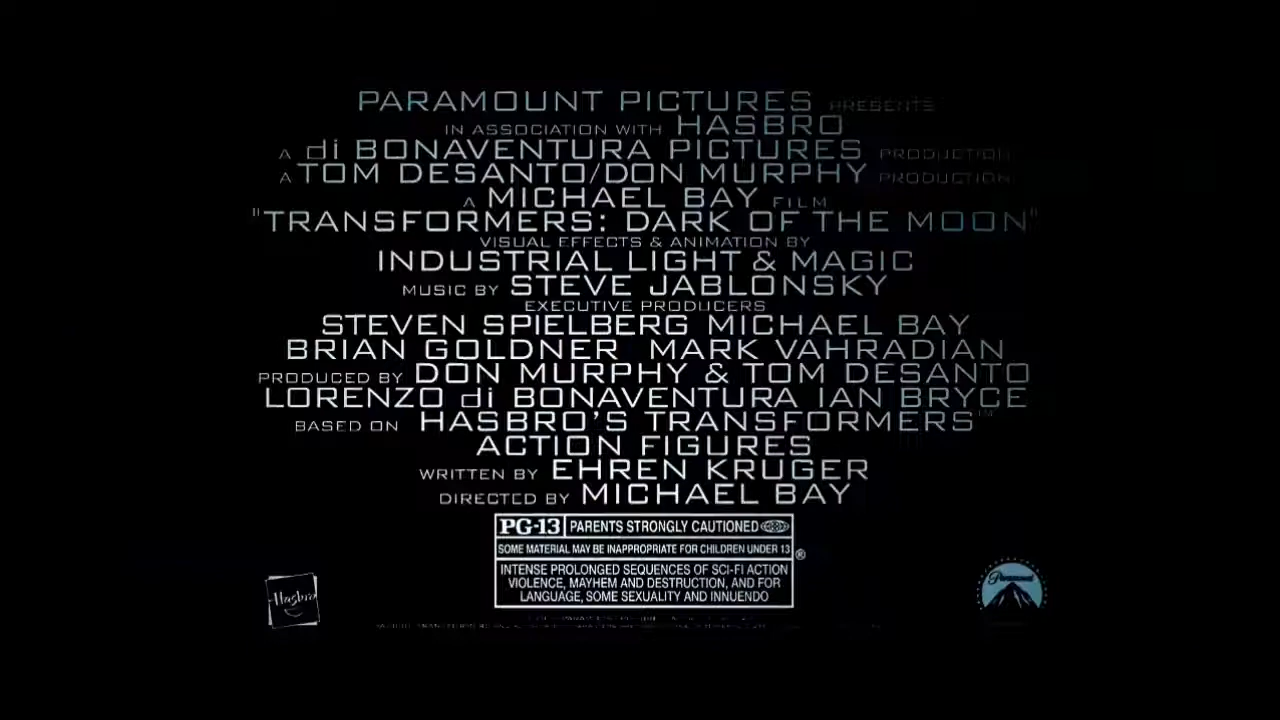 PARAMOUNT PICTURES PRESENTS
IN ASSOCIATION WITH HASBRO
A di BONAVENTURA PICTURES PRODUCTION
A TOM DESANTO/DON MURPHY PRODUCTION
A MICHAEL BAY FILM
"TRANSFORMERS: DARK OF THE MOON"
VISUAL EFFECTS & ANIMATION BY
INDUSTRIAL LIGHT & MAGIC
MUSIC BY STEVE JABLONSKY
EXECUTIVE PRODUCERS
STEVEN SPIELBERG MICHAEL BAY
BRIAN GOLDNER MARK VAHRADIAN
PRODUCED BY DON MURPHY & TOM DESANTO
LORENZO di BONAVENTURA IAN BRYCE
BASED ON HASBRO'S TRANSFORMERS™
ACTION FIGURES
WRITTEN BY EHREN KRUGER
DIRECTED BY MICHAEL BAY
PG-13 PARENTS STRONGLY CAUTIONED
SOME MATERIAL MAY BE INAPPROPRIATE FOR CHILDREN UNDER 13 ®
INTENSE PROLONGED SEQUENCES OF SCI-FI ACTION
VIOLENCE, MAYHEM AND DESTRUCTION, AND FOR
LANGUAGE, SOME SEXUALITY AND INNUENDO
Hasbro
Paramount